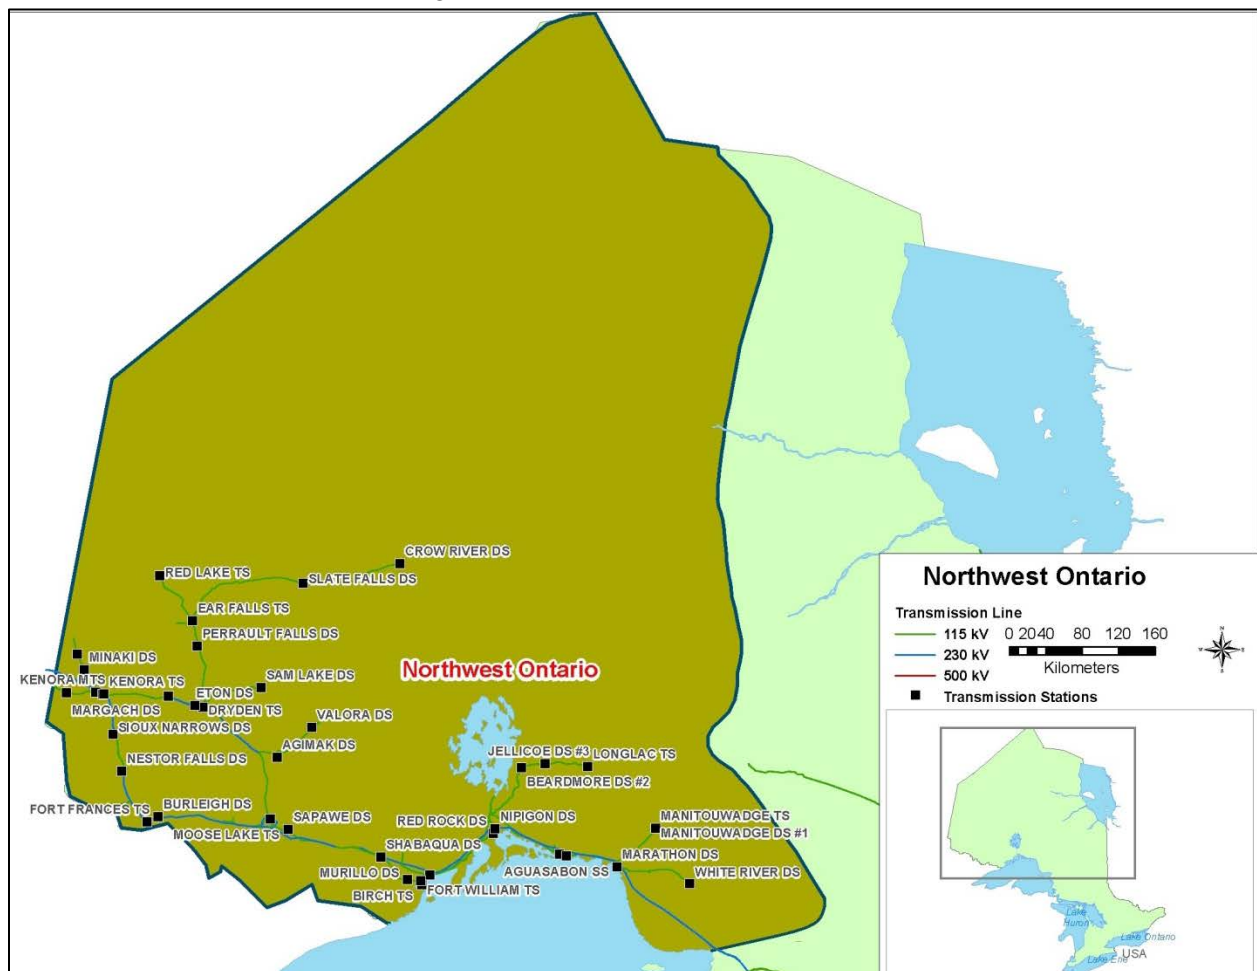 CROW RIVER DS
RED LAKE TS
SLATE FALLS DS
EAR FALLS TS
PERRAULT FALLS DS
MINAKI DS
Northwest Ontario
SAM LAKE DS
KENORA MTS
KENORA TS
ETON DS
MARGACH DS
DRYDEN TS
VALORA DS
SIOUX NARROWS DS
AGIMAK DS
JELLICOE DS #3
LONGLAC TS
NESTOR FALLS DS
BEARDMORE DS #2
BURLEIGH DS
FORT FRANCES TS
SAPAWE DS
RED ROCK DS
NIPIGON DS
MANITOUWADGE TS
MOOSE LAKE TS
MANITOUWADGE DS #1
SHABAQUA DS
MARATHON DS
MURILLO DS
AGUASABON SS
WHITE RIVER DS
BIRCH TS
FORT WILLIAM TS
Northwest Ontario
Transmission Line
115 kV
230 kV
500 kV
Transmission Stations
0 20 40 80 120 160
Kilometers
N
W E
S
Lake
Huron
Lake Ontario
USA
Lake Erie